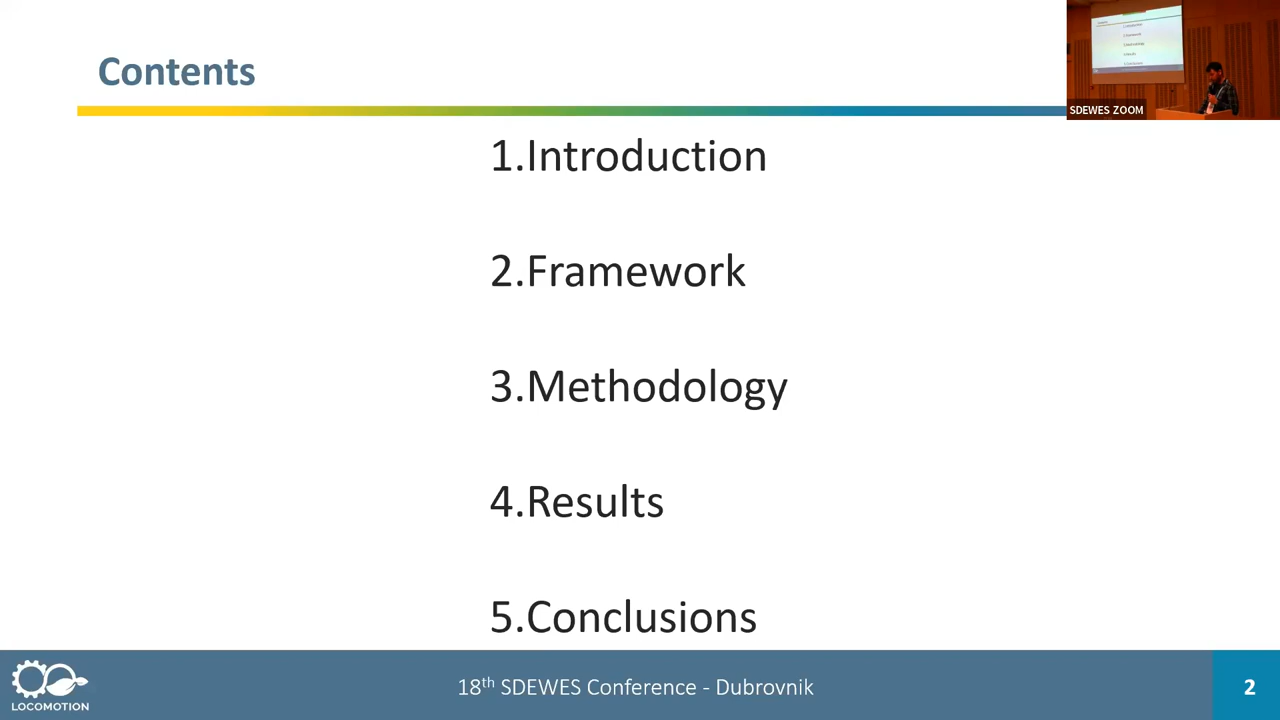 Contents
SDEWES ZOOM
1.Introduction
2.Framework
3.Methodology
4.Results
5.Conclusions
LOCOMOTION
18th SDEWES Conference - Dubrovnik
2